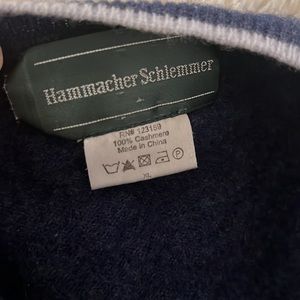 Hammacher Schlemmer
RN# 123169
100% Cashmere
Made in China
P
XL